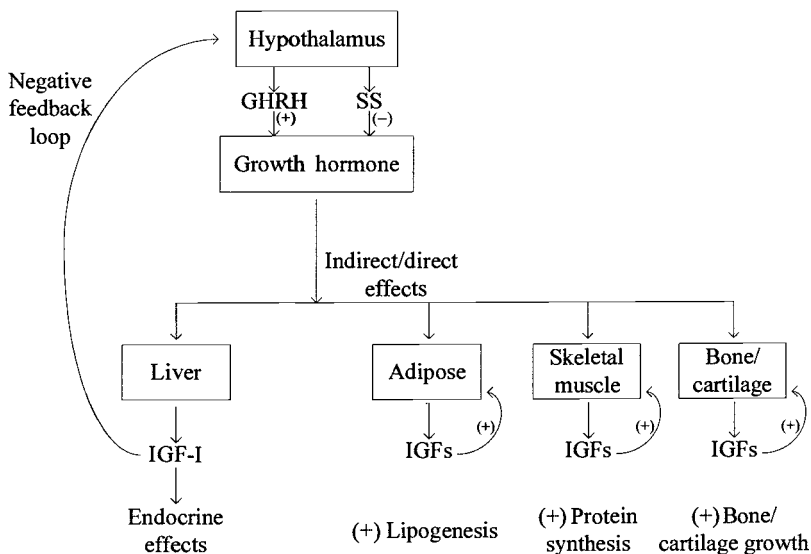 Hypothalamus
Negative
feedback
loop
GHRH
SS
(+)
(−)
Growth hormone
Indirect/direct
effects
Liver
Adipose
Skeletal
muscle
Bone/
cartilage
IGF-I
IGFs
(+)
IGFs
(+)
IGFs
(+)
Endocrine
effects
(+) Lipogenesis
(+) Protein
synthesis
(+) Bone/
cartilage growth